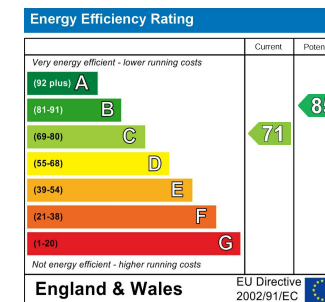 Energy Efficiency Rating
Current
Very energy efficient - lower running costs
(92 plus) A
(81-91) B
(69-80) C
71
(55-68) D
(39-54) E
(21-38) F
(1-20) G
Not energy efficient - higher running costs
England & Wales
EU Directive
2002/91/EC